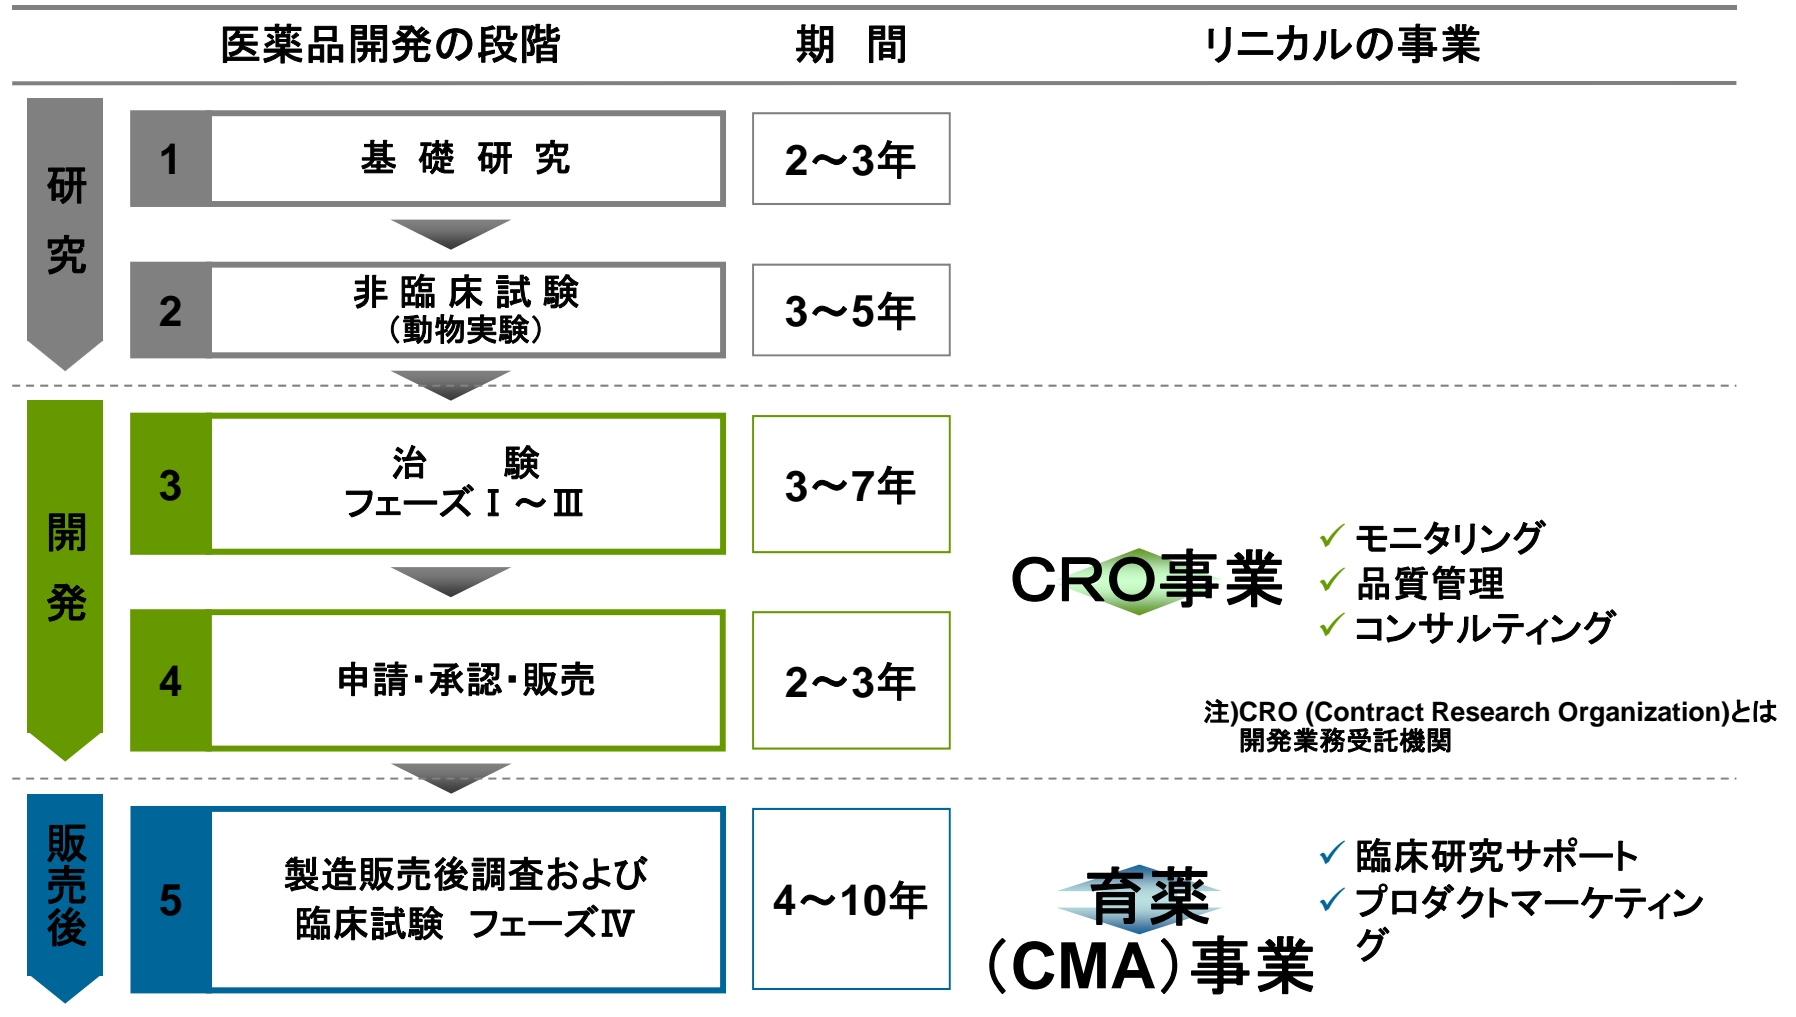 医薬品開発の段階
期 間
リニカルの事業
研究
1
基 礎 研 究
2～3年
2
非 臨 床 試 験
（動物実験）
3～5年
開発
3
治 験
フェーズⅠ～Ⅲ
3～7年
4
申請・承認・販売
2～3年
CRO事業
✓ モニタリング
✓ 品質管理
✓ コンサルティング
注)CRO (Contract Research Organization)とは
開発業務受託機関
販売後
5
製造販売後調査および
臨床試験 フェーズⅣ
4～10年
育薬
（CMA）事業
✓ 臨床研究サポート
✓ プロダクトマーケティン
グ